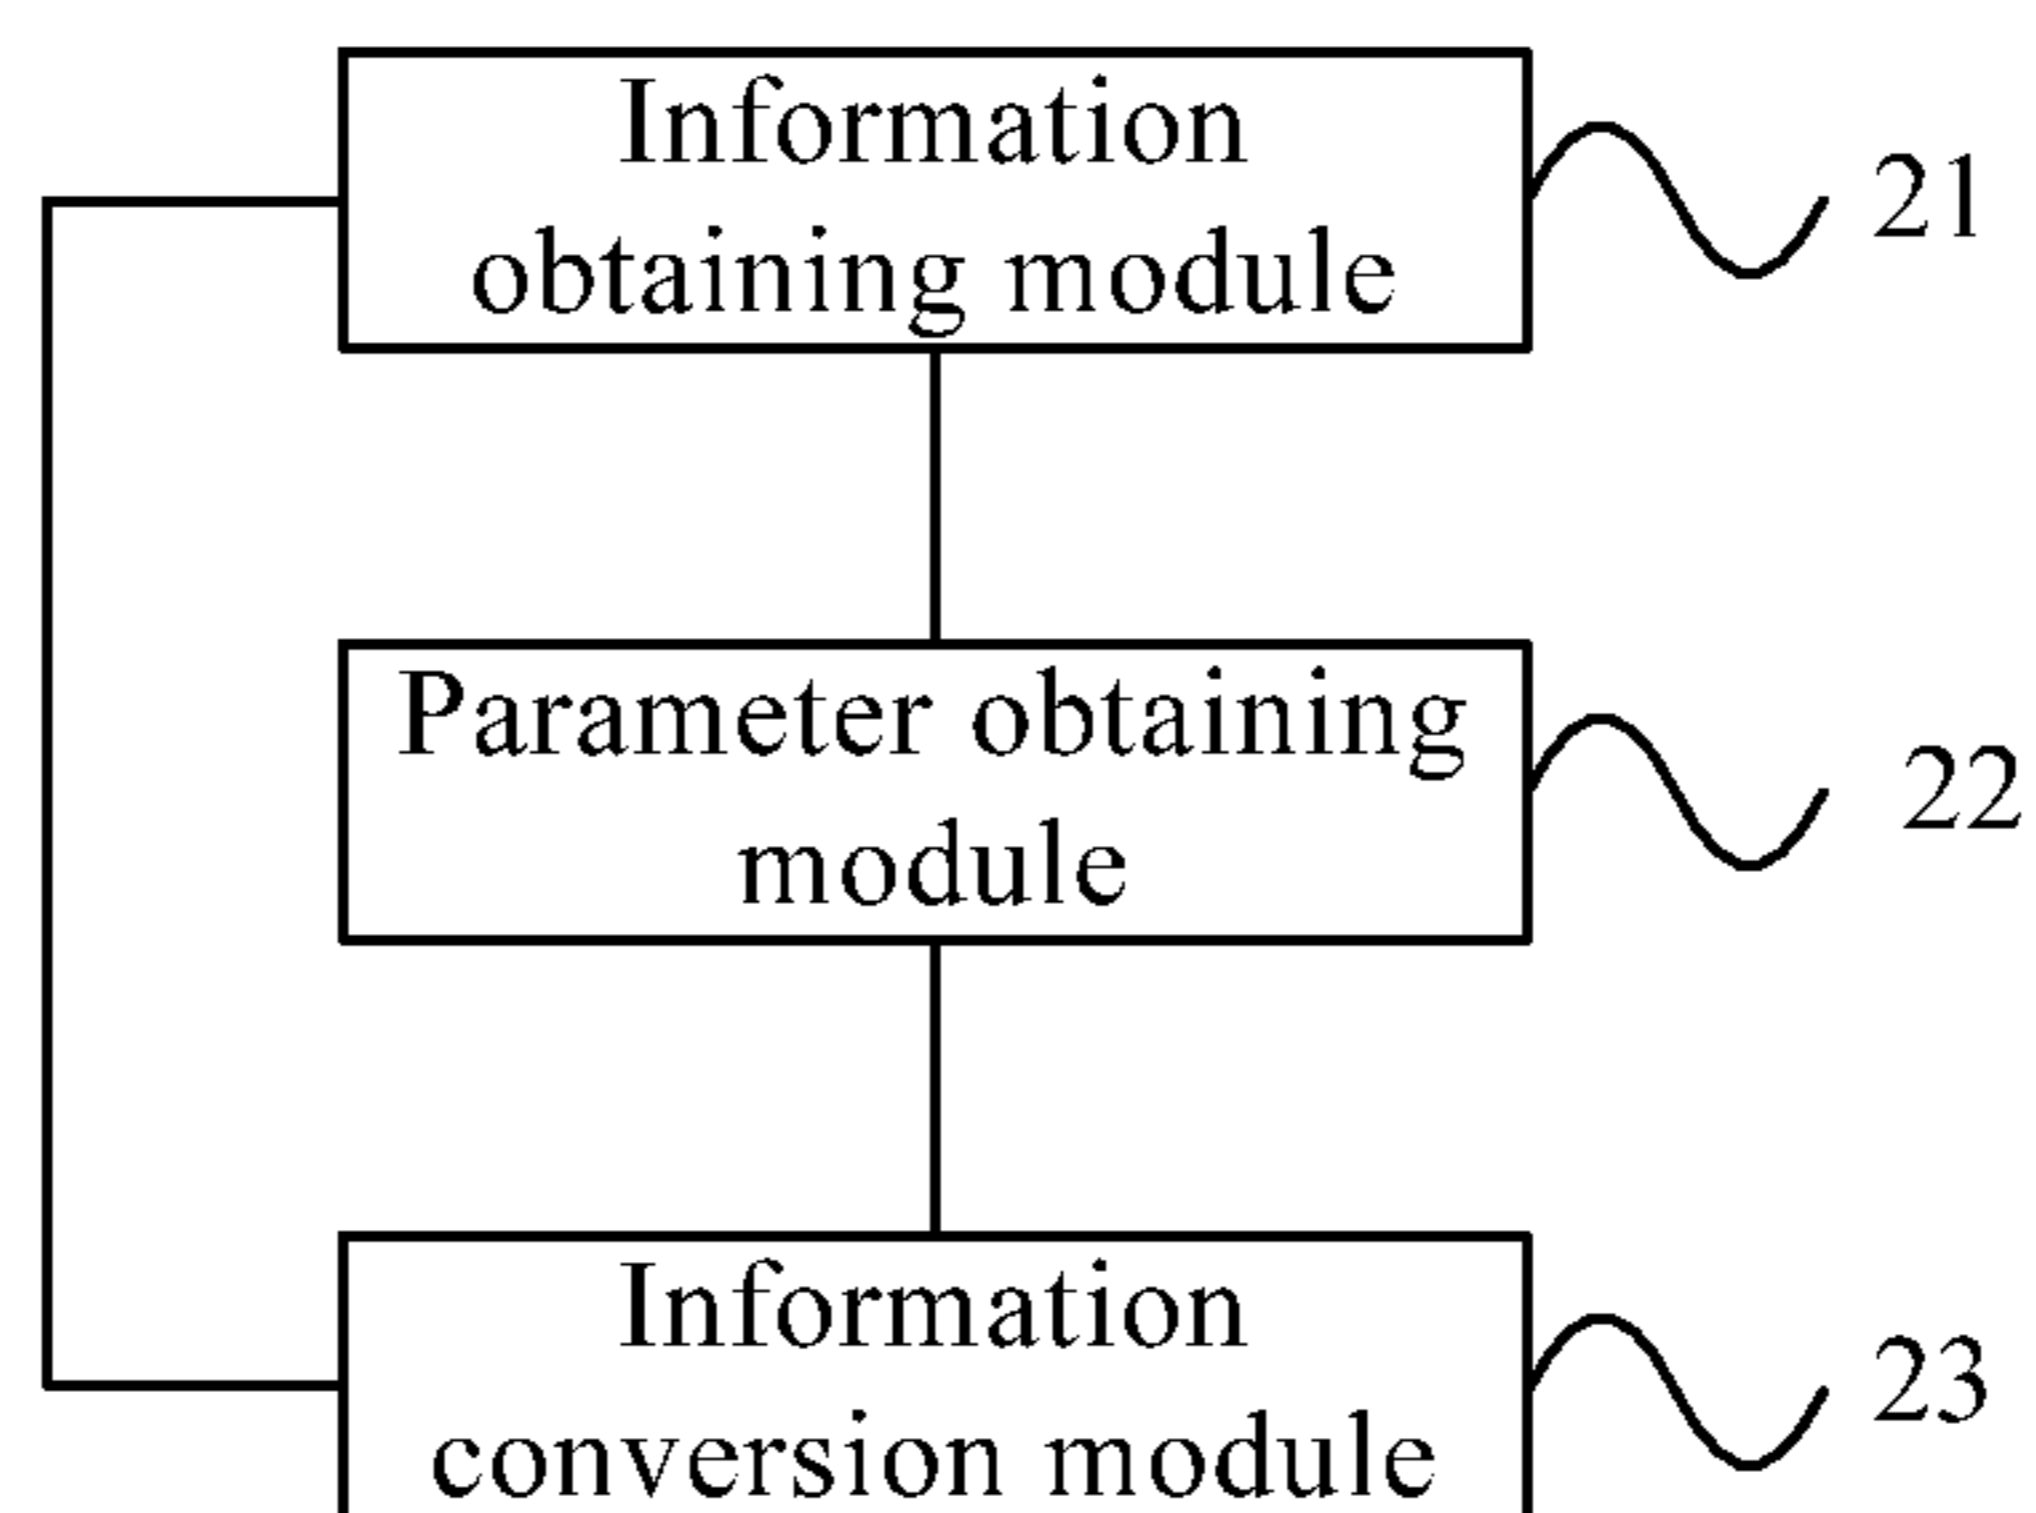 Information
obtaining module
21
Parameter obtaining
module
22
Information
conversion module
23